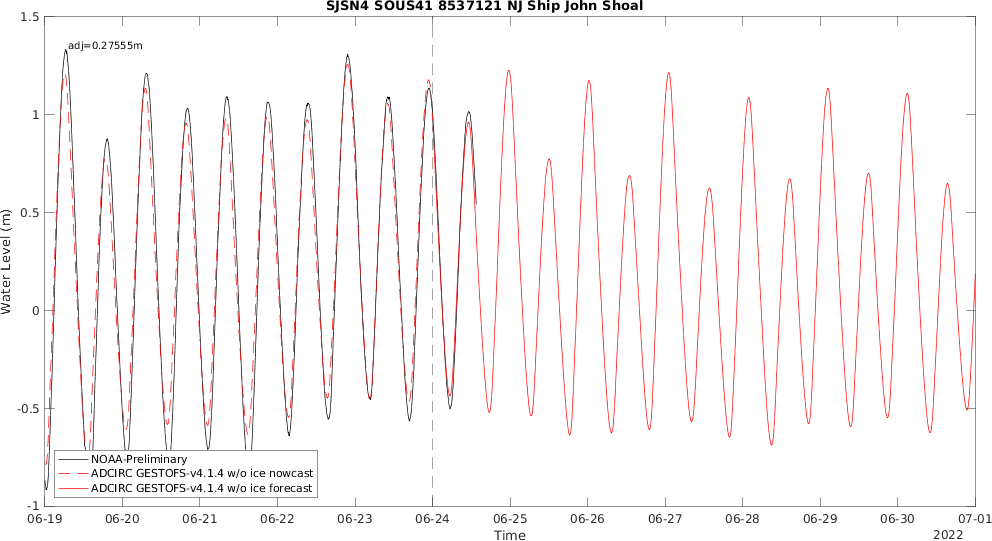 SJSN4 SOUS41 8537121 NJ Ship John Shoal
1.5
adj=0.27555m
1
0.5
Water Level (m)
0
-0.5
NOAA-Preliminary
ADCIRC GESTOFS-v4.1.4 w/o ice nowcast
ADCIRC GESTOFS-v4.1.4 w/o ice forecast
-1
06-19 06-20 06-21 06-22 06-23 06-24 06-25 06-26 06-27 06-28 06-29 06-30 07-01
Time
2022